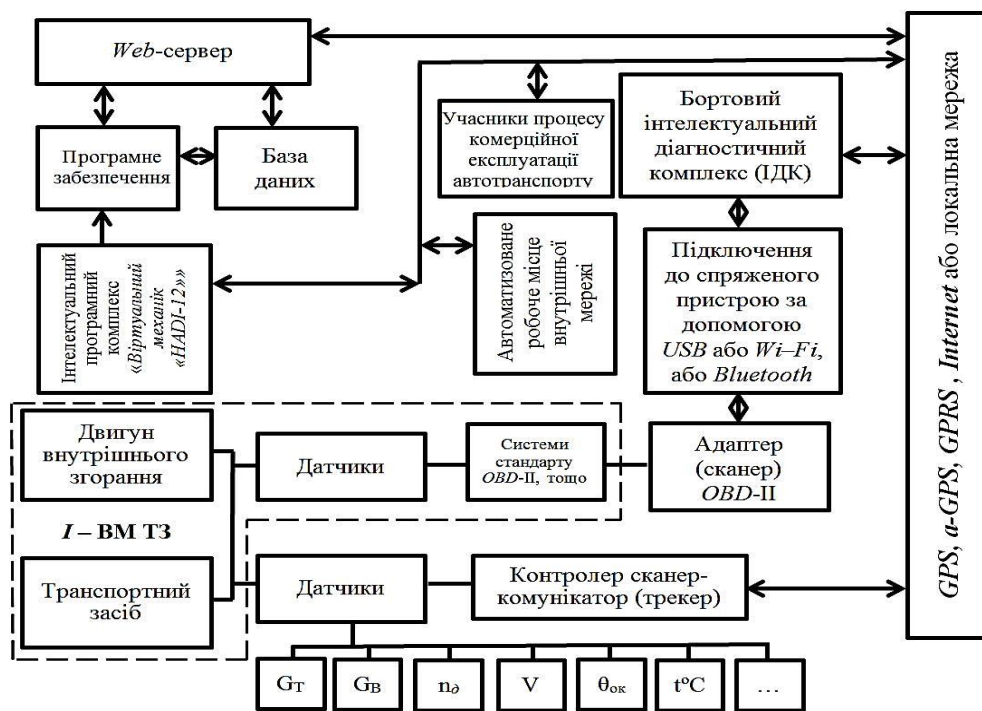 Web-сервер
Програмне
забезпечення
База
даних
Учасники процесу
комерційної
експлуатації
автотранспорту
Бортовий
інтелектуальний
діагностичний
комплекс (ІДК)
GPS, a-GPS, GPRS , Internet або локальна мережа
Інтелектуальний
програмний
комплекс
«Віртуальний
механік
«HADI-12»»
Автоматизоване
робоче місце
внутрішньої
мережі
Підключення
до спряженого
пристрою за
допомогою
USB або Wi–Fi,
або Bluetooth
Двигун
внутрішнього
згорання
Датчики
Системи
стандарту
OBD-II, тощо
Адаптер
(сканер)
OBD-II
I – ВМ ТЗ
Транспортний
засіб
Датчики
Контролер сканер-
комунікатор (трекер)
GТ
GВ
n∂
V
θок
tºC
…